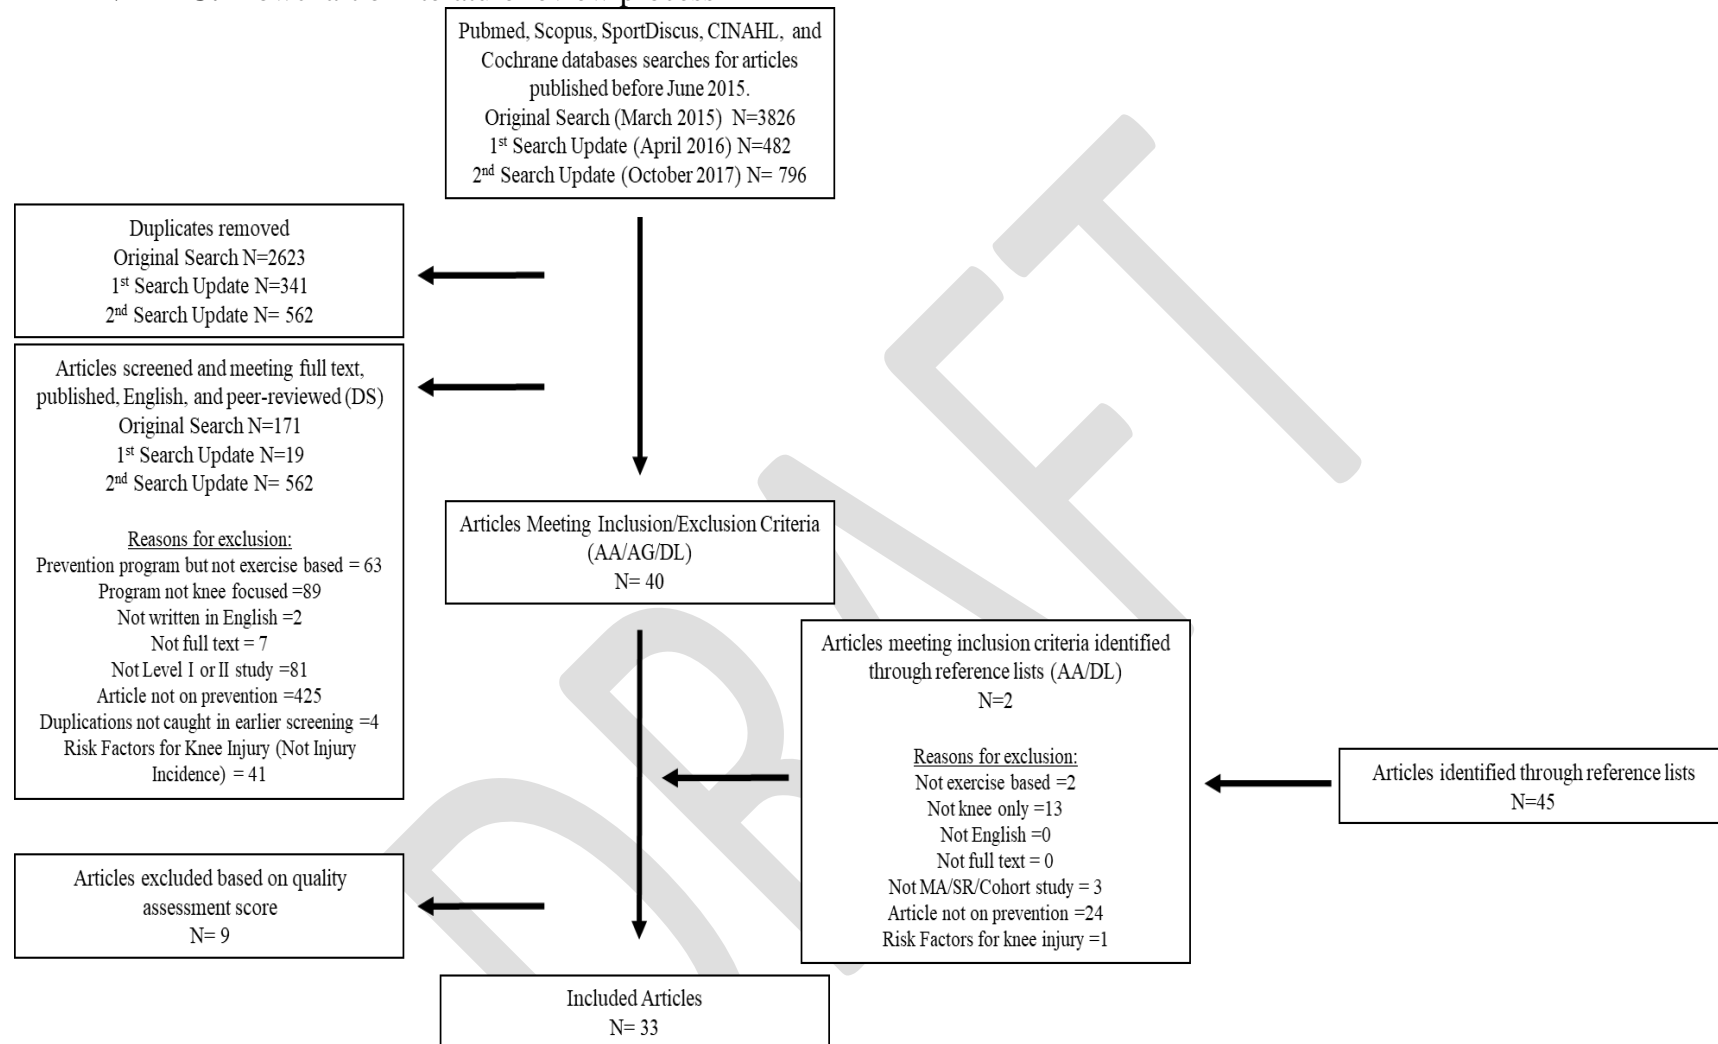 Pubmed, Scopus, SportDiscus, CINAHL, and
Cochrane databases searches for articles
published before June 2015.
Original Search (March 2015) N=3826
1st Search Update (April 2016) N=482
2nd Search Update (October 2017) N= 796
Duplicates removed
Original Search N=2623
1st Search Update N=341
2nd Search Update N= 562
Articles screened and meeting full text,
published, English, and peer-reviewed (DS)
Original Search N=171
1st Search Update N=19
2nd Search Update N= 562
Reasons for exclusion:
Prevention program but not exercise based = 63
Program not knee focused =89
Not written in English =2
Not full text = 7
Not Level I or II study =81
Article not on prevention =425
Duplications not caught in earlier screening =4
Risk Factors for Knee Injury (Not Injury
Incidence) = 41
Articles Meeting Inclusion/Exclusion Criteria
(AA/AG/DL)
N= 40
Articles meeting inclusion criteria identified
through reference lists (AA/DL)
N=2
Reasons for exclusion:
Not exercise based =2
Not knee only =13
Not English =0
Not full text = 0
Not MA/SR/Cohort study = 3
Article not on prevention =24
Risk Factors for knee injury =1
Articles identified through reference lists
N=45
Articles excluded based on quality
assessment score
N= 9
Included Articles
N= 33
DRAFT